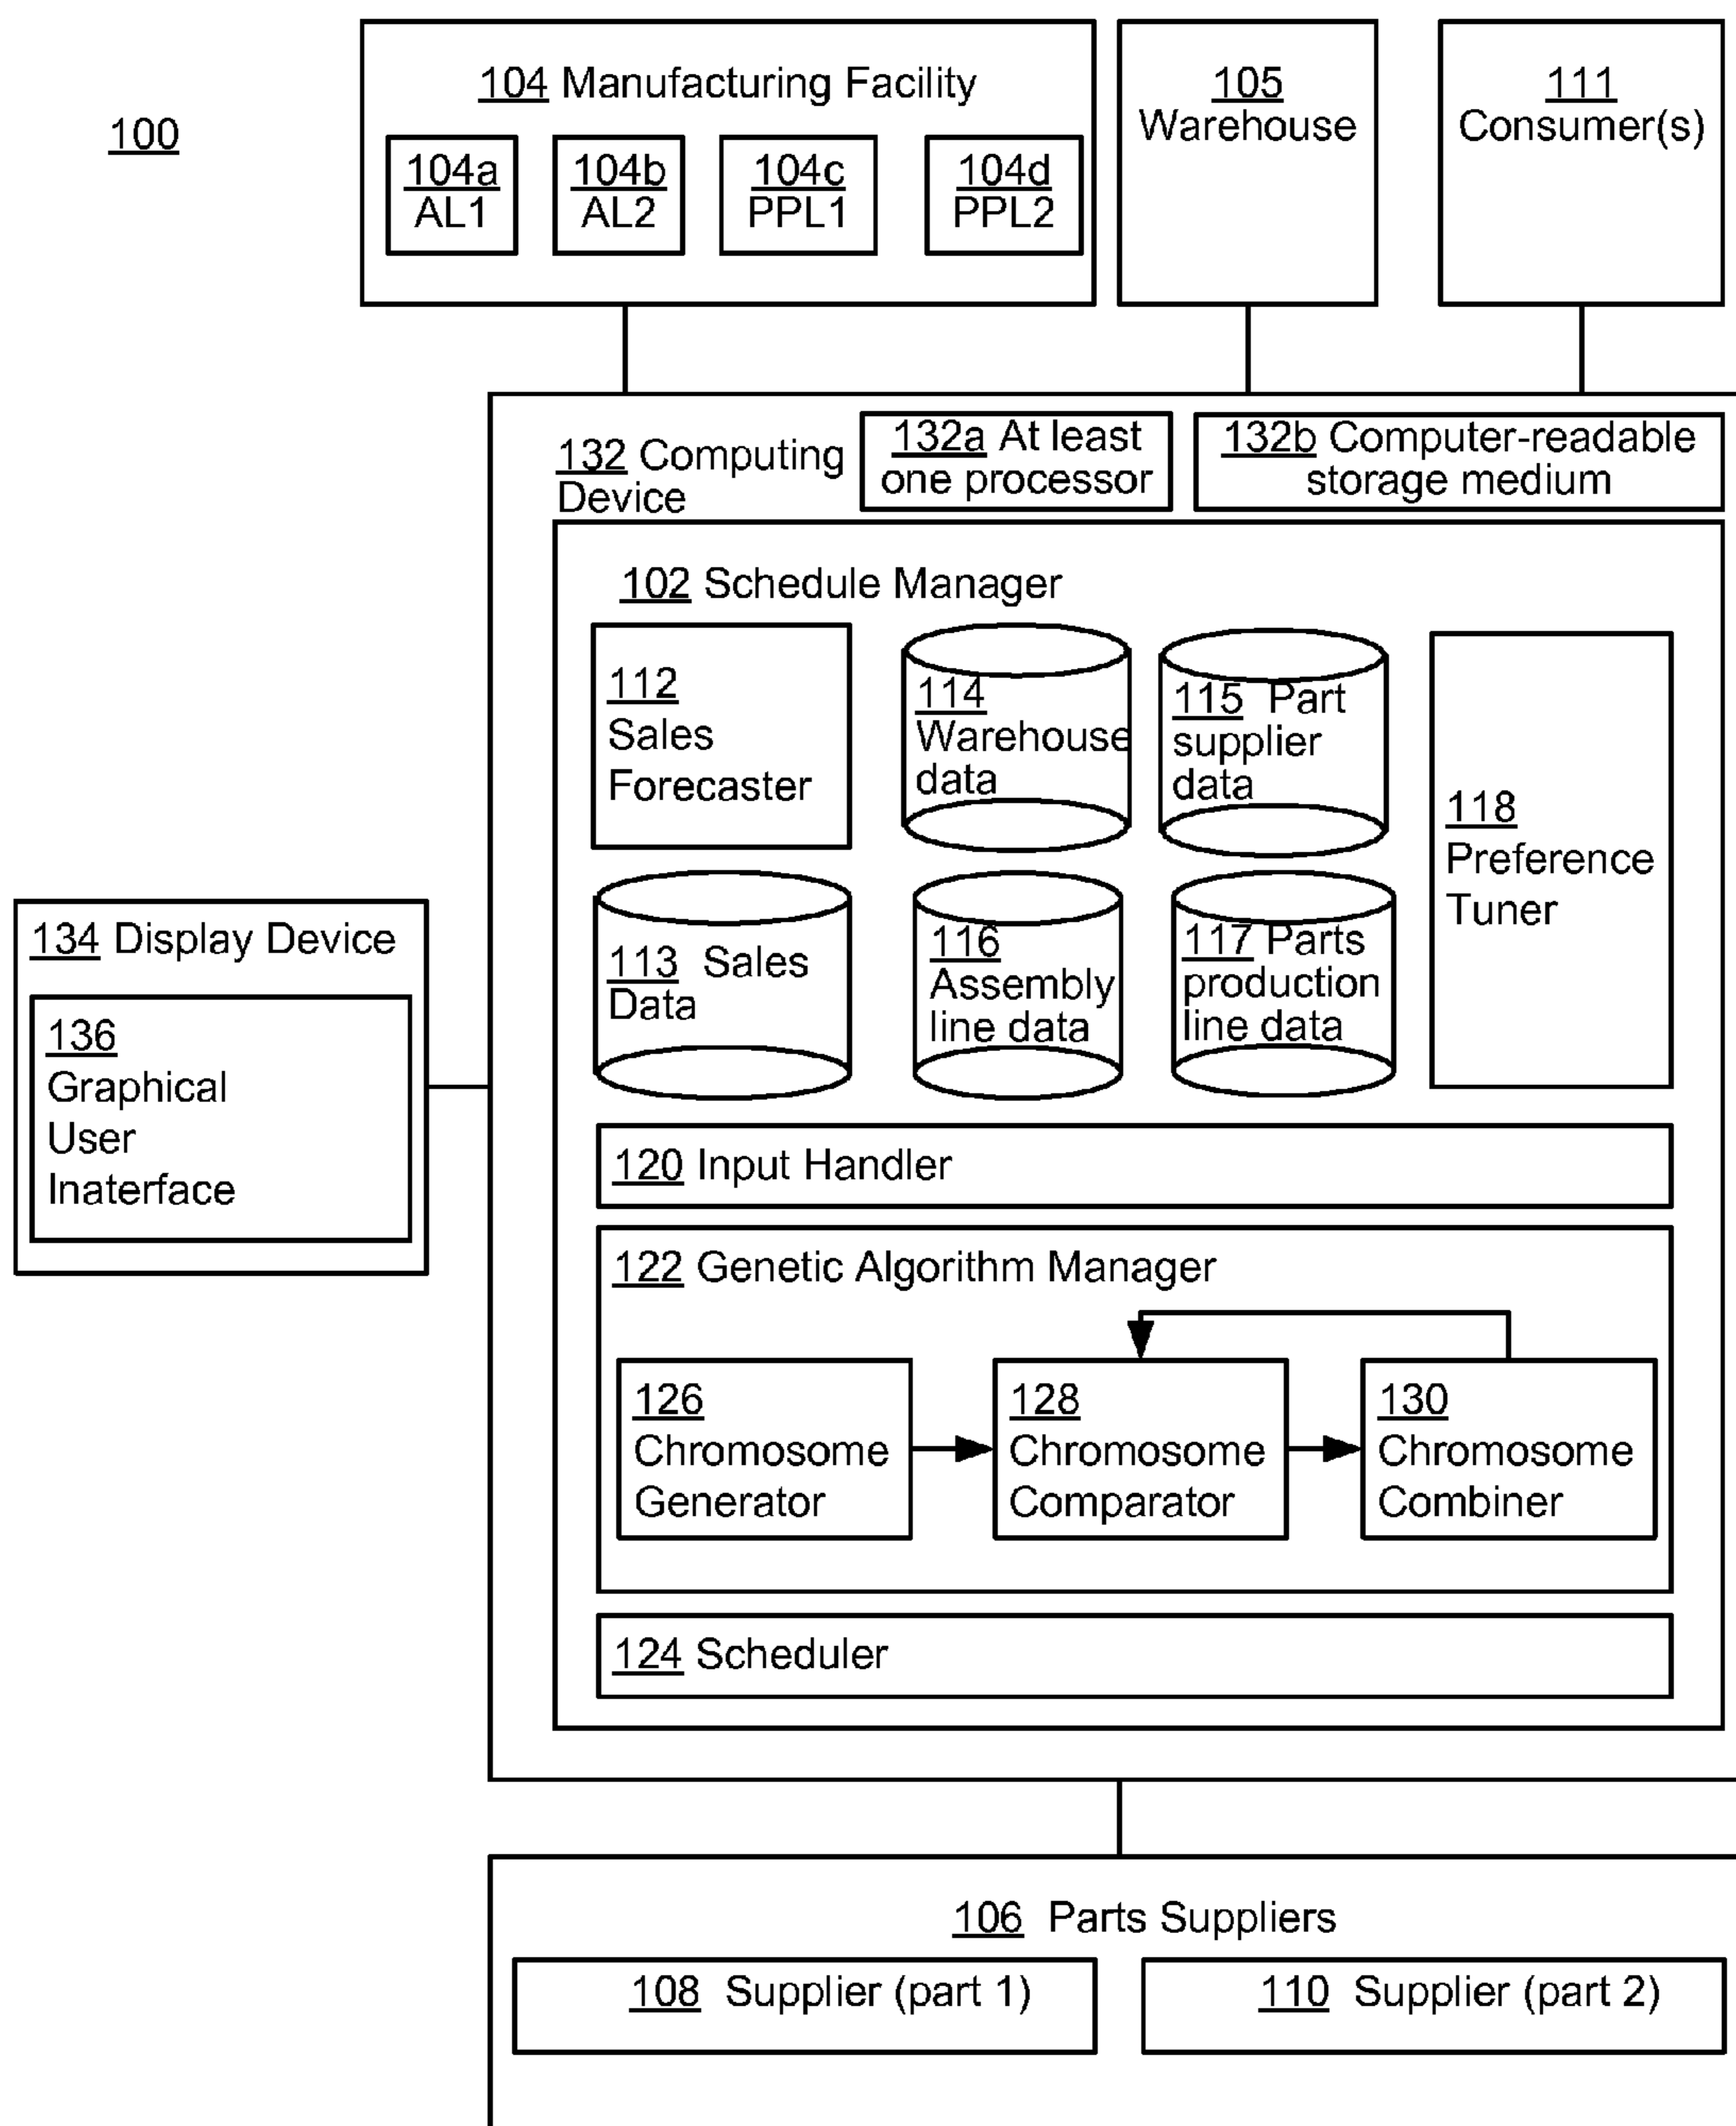 100
104 Manufacturing Facility
104a
AL1
104b
AL2
104c
PPL1
104d
PPL2
105
Warehouse
111
Consumer(s)
132 Computing
Device
132a At least
one processor
132b Computer-readable
storage medium
102 Schedule Manager
112
Sales
Forecaster
114
Warehouse
data
115 Part
supplier
data
118
Preference
Tuner
113 Sales
Data
116
Assembly
line data
117 Parts
production
line data
134 Display Device
136
Graphical
User
Inaterface
120 Input Handler
122 Genetic Algorithm Manager
126
Chromosome
Generator
128
Chromosome
Comparator
130
Chromosome
Combiner
124 Scheduler
106 Parts Suppliers
108 Supplier (part 1)
110 Supplier (part 2)